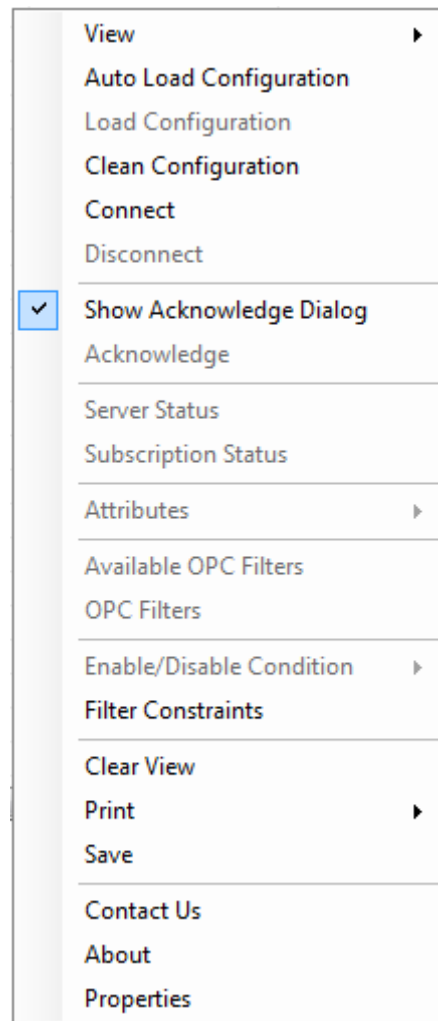 View
Auto Load Configuration
Load Configuration
Clean Configuration
Connect
Disconnect
Show Acknowledge Dialog
Acknowledge
Server Status
Subscription Status
Attributes
Available OPC Filters
OPC Filters
Enable/Disable Condition
Filter Constraints
Clear View
Print
Save
Contact Us
About
Properties